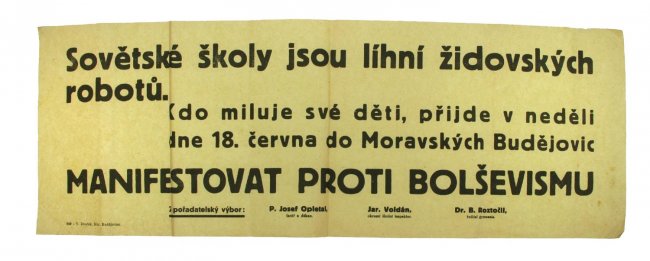 Sovětské školy jsou líhní židovských
robotů.
Kdo miluje své děti, přijde v neděli
dne 18. června do Moravských Budějovic
MANIFESTOVAT PROTI BOLŠEVISMU
pořadatelský výbor: P. Josef Opletal, Jar. Voldán, Dr. B. Roztočil,